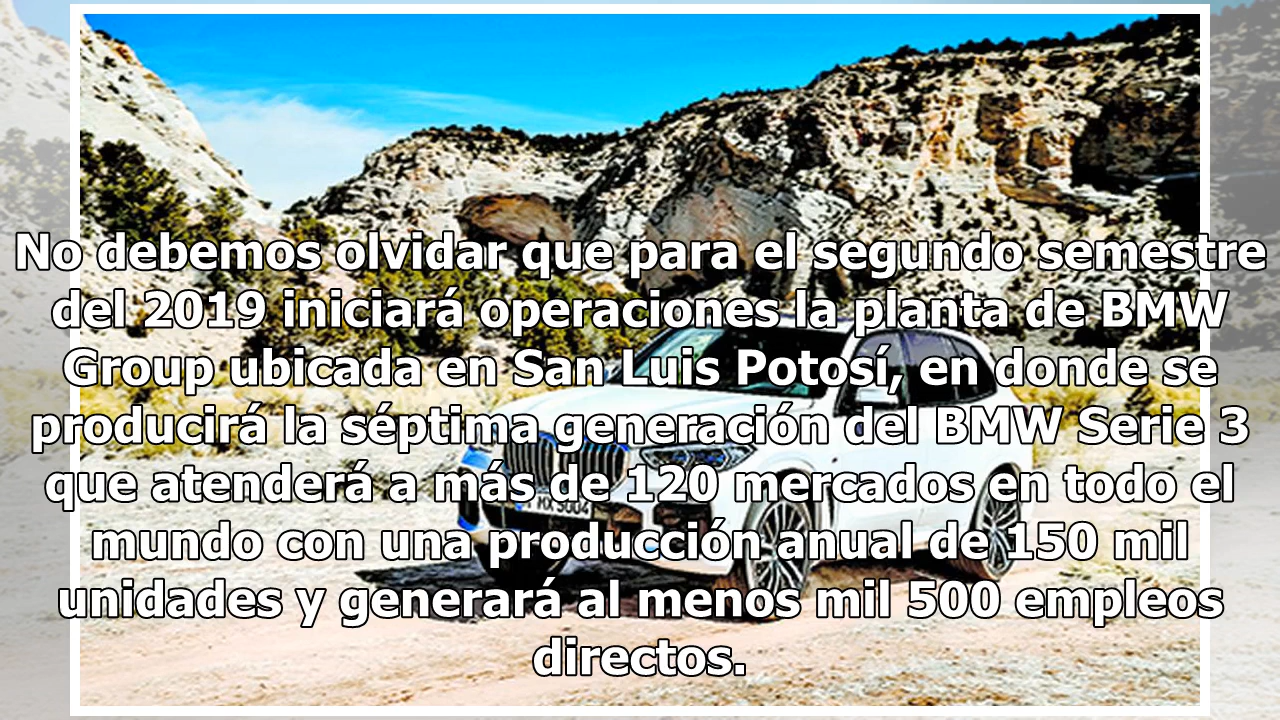 No debemos olvidar que para el segundo semestre
del 2019 iniciará operaciones la planta de BMW
Group ubicada en San Luis Potosí, en donde se
producirá la séptima generación del BMW Serie 3
que atenderá a más de 120 mercados en todo el
mundo con una producción anual de 150 mil
unidades y generará al menos mil 500 empleos
directos.